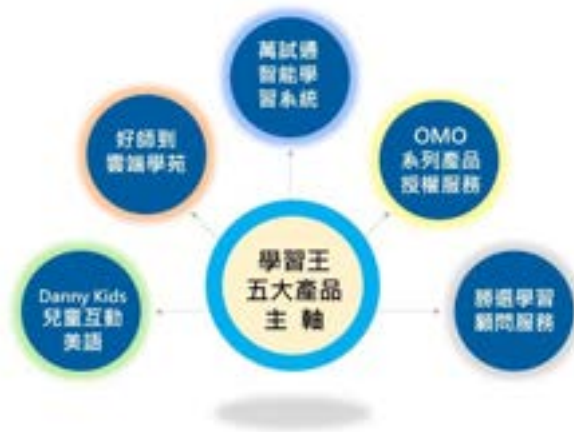 萬試通
智能學
習系統
好師到
雲端學苑
OMO
系列產品
授權服務
Danny Kids
兒童互動
美語
學習王
五大產品
主 軸
勝選學習
顧問服務